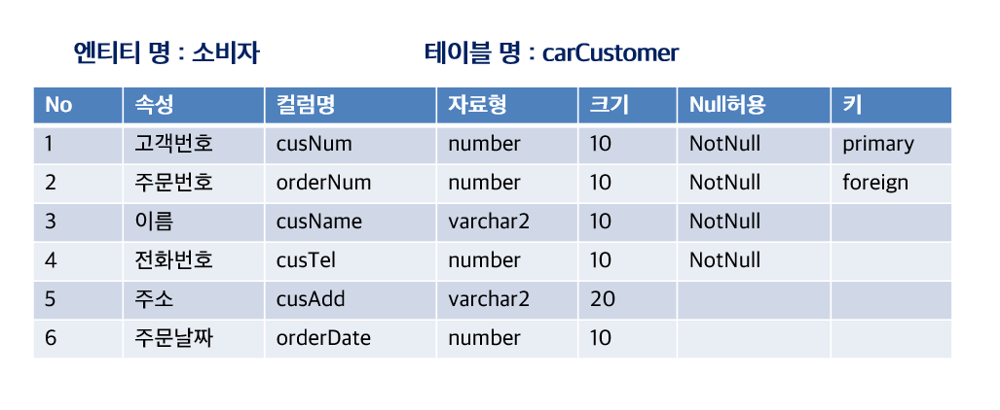 엔티티 명 : 소비자 테이블 명 : carCustomer
No 속성 컬럼명 자료형 크기 Null허용 키
1 고객번호 cusNum number 10 NotNull primary
2 주문번호 orderNum number 10 NotNull foreign
3 이름 cusName varchar2 10 NotNull
4 전화번호 cusTel number 10 NotNull
5 주소 cusAdd varchar2 20
6 주문날짜 orderDate number 10